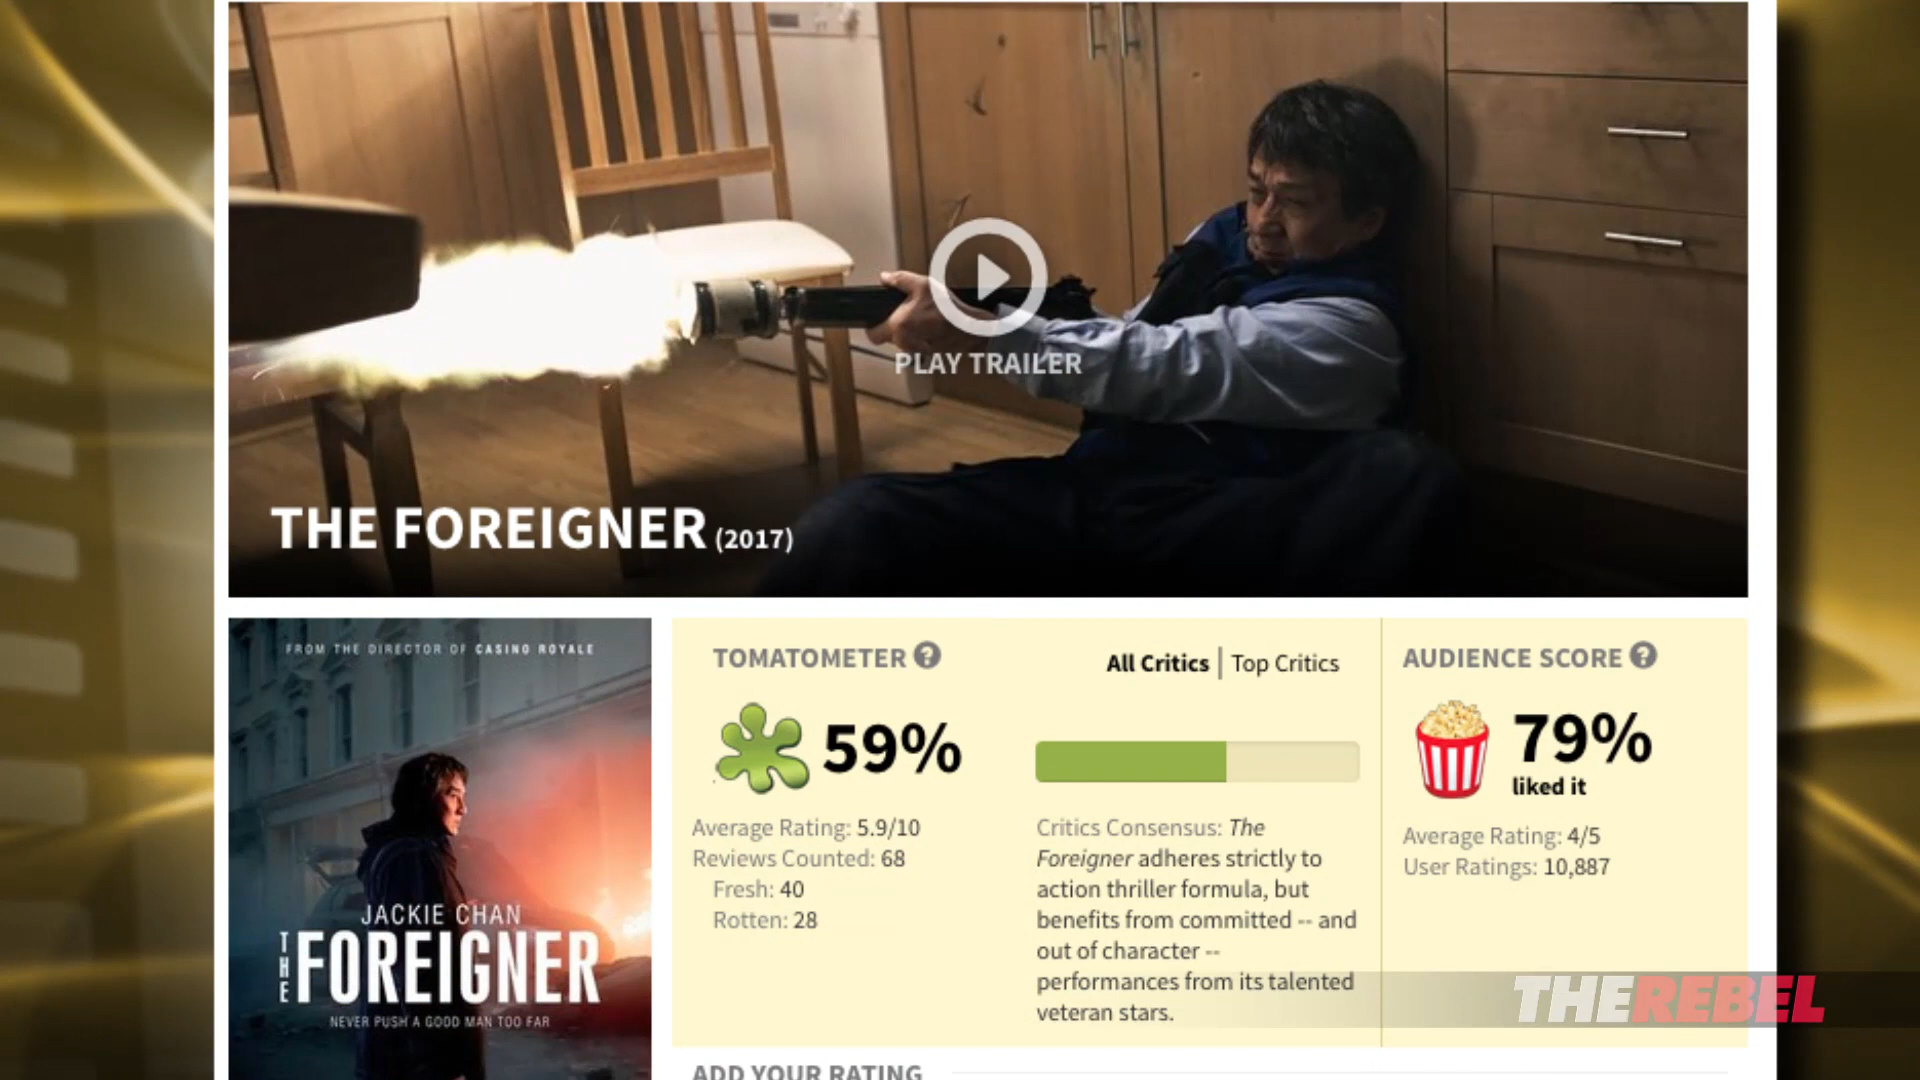 PLAY TRAILER
THE FOREIGNER (2017)
FROM THE DIRECTOR OF CASINO ROYALE
JACKIE CHAN
THE FOREIGNER
NEVER PUSH A GOOD MAN TOO FAR
TOMATOMETER ?
All Critics | Top Critics
59%
Average Rating: 5.9/10
Reviews Counted: 68
Fresh: 40
Rotten: 28
Critics Consensus: The
Foreigner adheres strictly to
action thriller formula, but
benefits from committed -- and
out of character --
performances from its talented
veteran stars.
AUDIENCE SCORE ?
79%
liked it
Average Rating: 4/5
User Ratings: 10,887
THE REBEL
ADD YOUR RATING